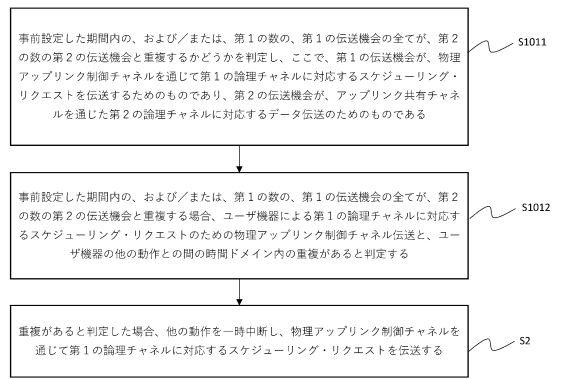 事前設定した期間内の、および／または、第１の数の、第１の伝送機会の全てが、第２
の数の第２の伝送機会と重複するかどうかを判定し、ここで、第１の伝送機会が、物理
アップリンク制御チャネルを通じて第１の論理チャネルに対応するスケジューリング・
リクエストを伝送するためのものであり、第２の伝送機会が、アップリンク共有チャネ
ルを通じた第２の論理チャネルに対応するデータ伝送のためのものである
S1011
事前設定した期間内の、および／または、第１の数の、第１の伝送機会の全てが、第２
の数の第２の伝送機会と重複する場合、ユーザ機器による第１の論理チャネルに対応す
るスケジューリング・リクエストのための物理アップリンク制御チャネル伝送と、ユー
ザ機器の他の動作との間の時間ドメイン内の重複があると判定する
S1012
重複があると判定した場合、他の動作を一時中断し、物理アップリンク制御チャネルを
通じて第１の論理チャネルに対応するスケジューリング・リクエストを伝送する
S2